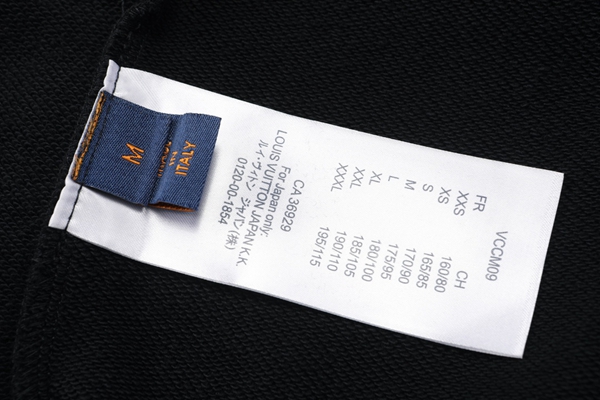 M
ITALY
VCCM09
FR CH
XXS 160/80
XS 165/85
S 170/90
M 175/95
L 180/100
XL 185/105
XXL 190/110
XXXL 195/115
CA 36929
For Japan only:
LOUIS VUITTON JAPAN K.K.
ルイ・ヴィトン ジャパン(株)
0120-00-1854